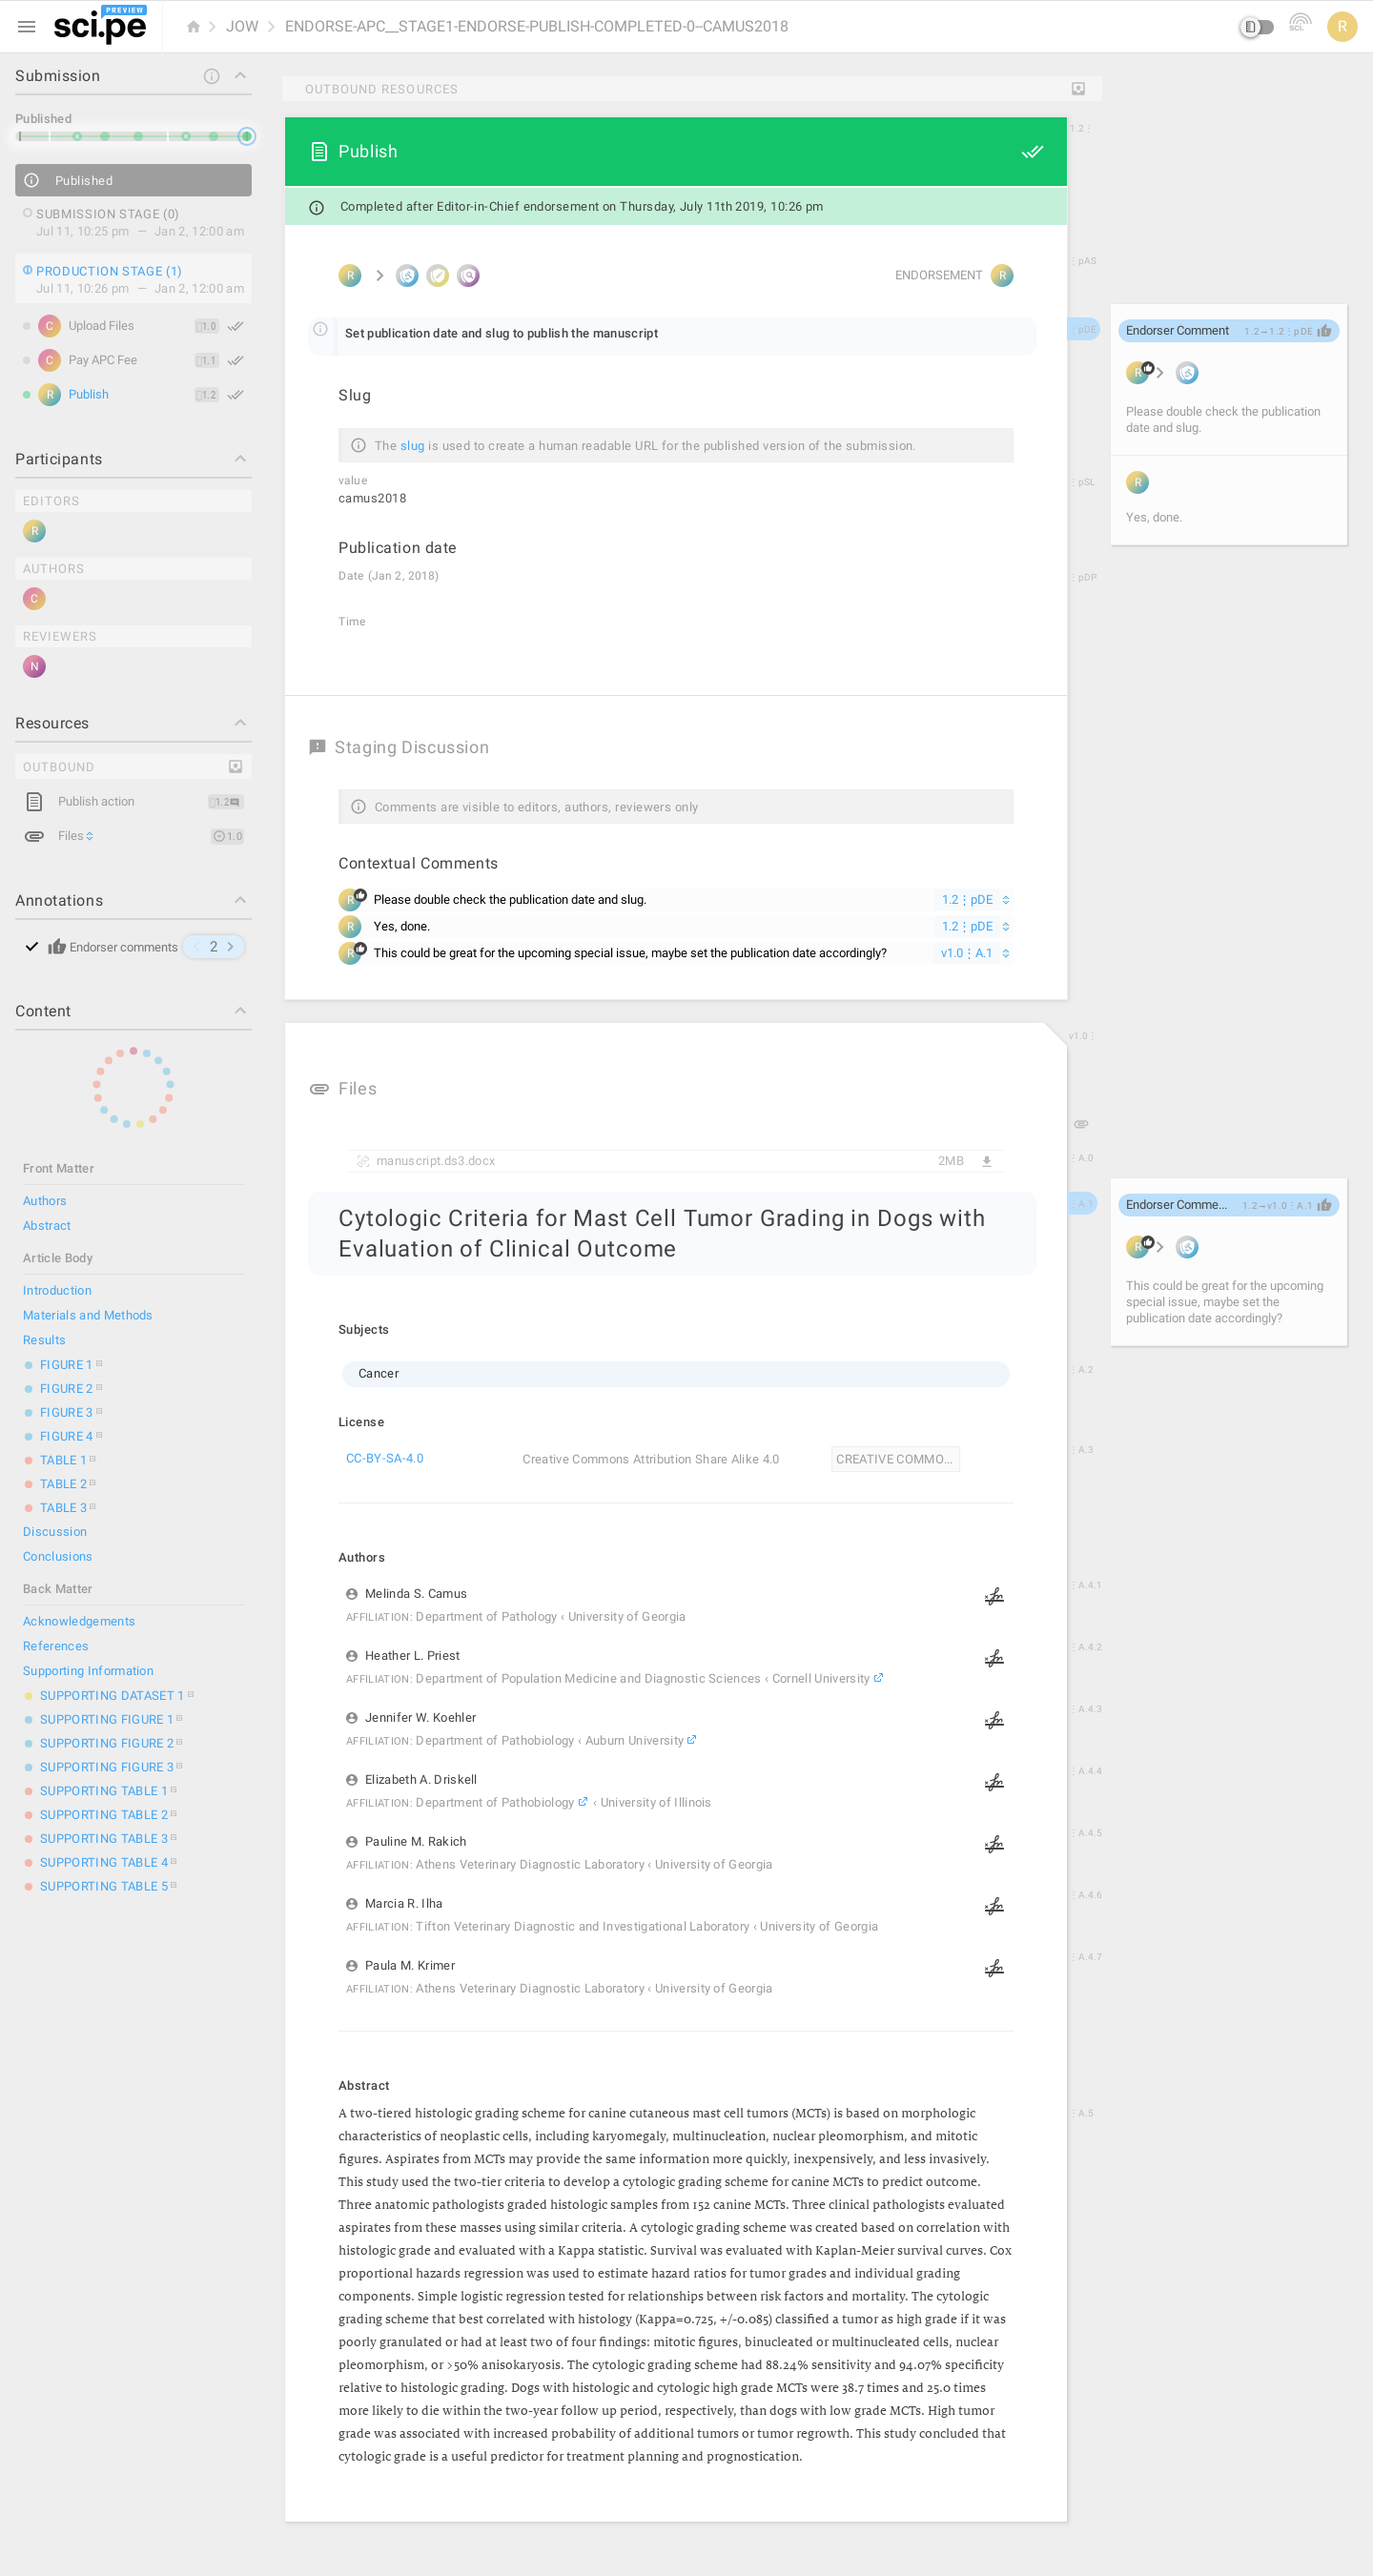 sci.pe PREVIEW
JOW
ENDORSE-APC__STAGE1-ENDORSE-PUBLISH-COMPLETED-0--CAMUS2018
R
Submission
Published
Published
SUBMISSION STAGE (0)
Jul 11, 10:25 pm — Jan 2, 12:00 am
PRODUCTION STAGE (1)
Jul 11, 10:26 pm — Jan 2, 12:00 am
C Upload Files 1.0
C Pay APC Fee 1.1
R Publish 1.2
Participants
EDITORS
R
AUTHORS
C
REVIEWERS
N
Resources
OUTBOUND
Publish action 1.2
Files 1.0
Annotations
Endorser comments 2
Content
Front Matter
Authors
Abstract
Article Body
Introduction
Materials and Methods
Results
FIGURE 1
FIGURE 2
FIGURE 3
FIGURE 4
TABLE 1
TABLE 2
TABLE 3
Discussion
Conclusions
Back Matter
Acknowledgements
References
Supporting Information
SUPPORTING DATASET 1
SUPPORTING FIGURE 1
SUPPORTING FIGURE 2
SUPPORTING FIGURE 3
SUPPORTING TABLE 1
SUPPORTING TABLE 2
SUPPORTING TABLE 3
SUPPORTING TABLE 4
SUPPORTING TABLE 5
OUTBOUND RESOURCES
Publish
Completed after Editor-in-Chief endorsement on Thursday, July 11th 2019, 10:26 pm
R ENDORSEMENT R
Set publication date and slug to publish the manuscript
Slug
The slug is used to create a human readable URL for the published version of the submission.
value
camus2018
Publication date
Date (Jan 2, 2018)
Time
Staging Discussion
Comments are visible to editors, authors, reviewers only
Contextual Comments
R Please double check the publication date and slug. 1.2⋮pDE
R Yes, done. 1.2⋮pDE
R This could be great for the upcoming special issue, maybe set the publication date accordingly? v1.0⋮A.1
Files
manuscript.ds3.docx 2MB
Cytologic Criteria for Mast Cell Tumor Grading in Dogs with
Evaluation of Clinical Outcome
Subjects
Cancer
License
CC-BY-SA-4.0 Creative Commons Attribution Share Alike 4.0 CREATIVE COMMO...
Authors
Melinda S. Camus
AFFILIATION: Department of Pathology ‹ University of Georgia
Heather L. Priest
AFFILIATION: Department of Population Medicine and Diagnostic Sciences ‹ Cornell University
Jennifer W. Koehler
AFFILIATION: Department of Pathobiology ‹ Auburn University
Elizabeth A. Driskell
AFFILIATION: Department of Pathobiology ‹ University of Illinois
Pauline M. Rakich
AFFILIATION: Athens Veterinary Diagnostic Laboratory ‹ University of Georgia
Marcia R. Ilha
AFFILIATION: Tifton Veterinary Diagnostic and Investigational Laboratory ‹ University of Georgia
Paula M. Krimer
AFFILIATION: Athens Veterinary Diagnostic Laboratory ‹ University of Georgia
Abstract
A two-tiered histologic grading scheme for canine cutaneous mast cell tumors (MCTs) is based on morphologic
characteristics of neoplastic cells, including karyomegaly, multinucleation, nuclear pleomorphism, and mitotic
figures. Aspirates from MCTs may provide the same information more quickly, inexpensively, and less invasively.
This study used the two-tier criteria to develop a cytologic grading scheme for canine MCTs to predict outcome.
Three anatomic pathologists graded histologic samples from 152 canine MCTs. Three clinical pathologists evaluated
aspirates from these masses using similar criteria. A cytologic grading scheme was created based on correlation with
histologic grade and evaluated with a Kappa statistic. Survival was evaluated with Kaplan-Meier survival curves. Cox
proportional hazards regression was used to estimate hazard ratios for tumor grades and individual grading
components. Simple logistic regression tested for relationships between risk factors and mortality. The cytologic
grading scheme that best correlated with histology (Kappa=0.725, +/-0.085) classified a tumor as high grade if it was
poorly granulated or had at least two of four findings: mitotic figures, binucleated or multinucleated cells, nuclear
pleomorphism, or >50% anisokaryosis. The cytologic grading scheme had 88.24% sensitivity and 94.07% specificity
relative to histologic grading. Dogs with histologic and cytologic high grade MCTs were 38.7 times and 25.0 times
more likely to die within the two-year follow up period, respectively, than dogs with low grade MCTs. High tumor
grade was associated with increased probability of additional tumors or tumor regrowth. This study concluded that
cytologic grade is a useful predictor for treatment planning and prognostication.
1.2⋮
⋮pAS
⋮pDE
⋮pSL
⋮pDP
v1.0⋮
⋮A.0
⋮A.1
⋮A.2
⋮A.3
⋮A.4.1
⋮A.4.2
⋮A.4.3
⋮A.4.4
⋮A.4.5
⋮A.4.6
⋮A.4.7
⋮A.5
Endorser Comment 1.2→1.2⋮pDE
R
Please double check the publication
date and slug.
R
Yes, done.
Endorser Comme... 1.2→v1.0⋮A.1
R
This could be great for the upcoming
special issue, maybe set the
publication date accordingly?